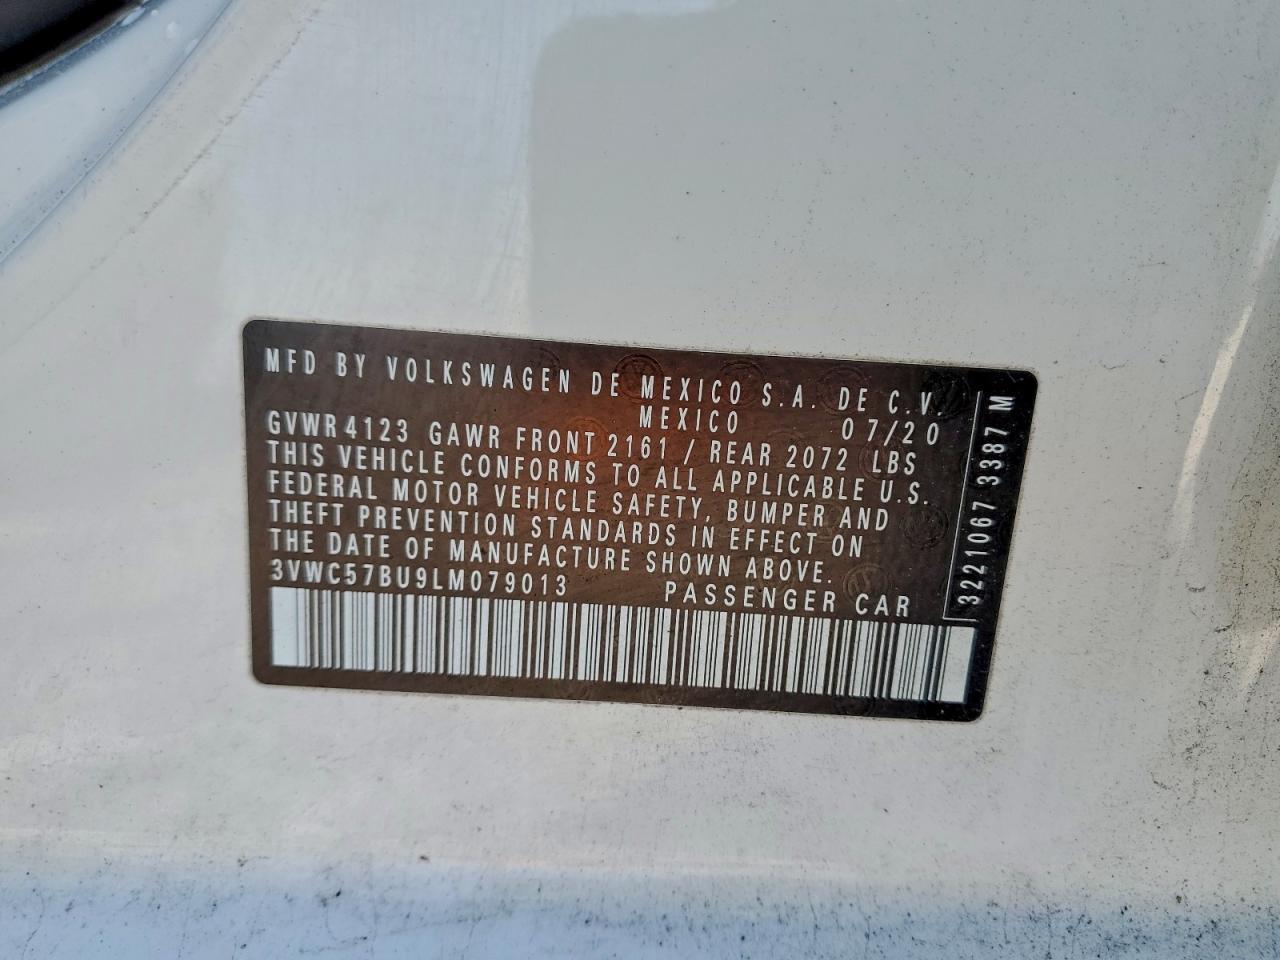 MFD BY VOLKSWAGEN DE MEXICO S.A. DE C.V.
MEXICO 07/20
GVWR 4123 GAWR FRONT 2161 / REAR 2072 LBS
THIS VEHICLE CONFORMS TO ALL APPLICABLE U.S.
FEDERAL MOTOR VEHICLE SAFETY, BUMPER AND
THEFT PREVENTION STANDARDS IN EFFECT ON
THE DATE OF MANUFACTURE SHOWN ABOVE.
3VWC57BU9LM079013 PASSENGER CAR
3221067 3387 M